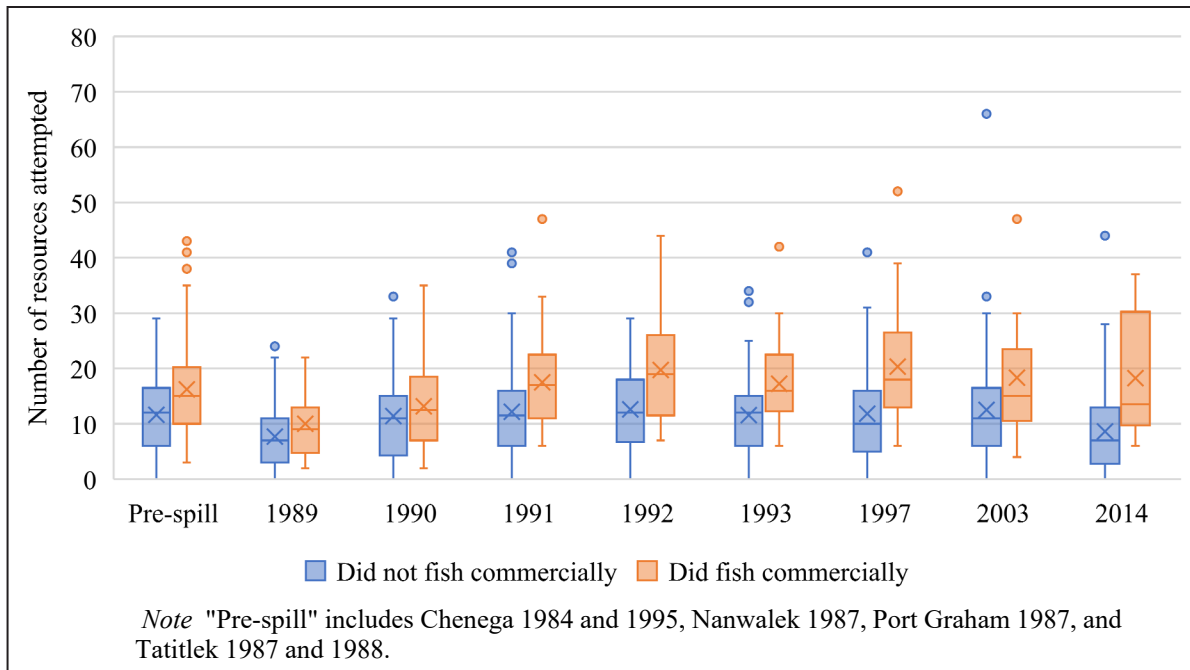 Number of resources attempted
80
70
60
50
40
30
20
10
0
Pre-spill 1989 1990 1991 1992 1993 1997 2003 2014
Did not fish commercially Did fish commercially
Note "Pre-spill" includes Chenega 1984 and 1995, Nanwalek 1987, Port Graham 1987, and
Tatitlek 1987 and 1988.